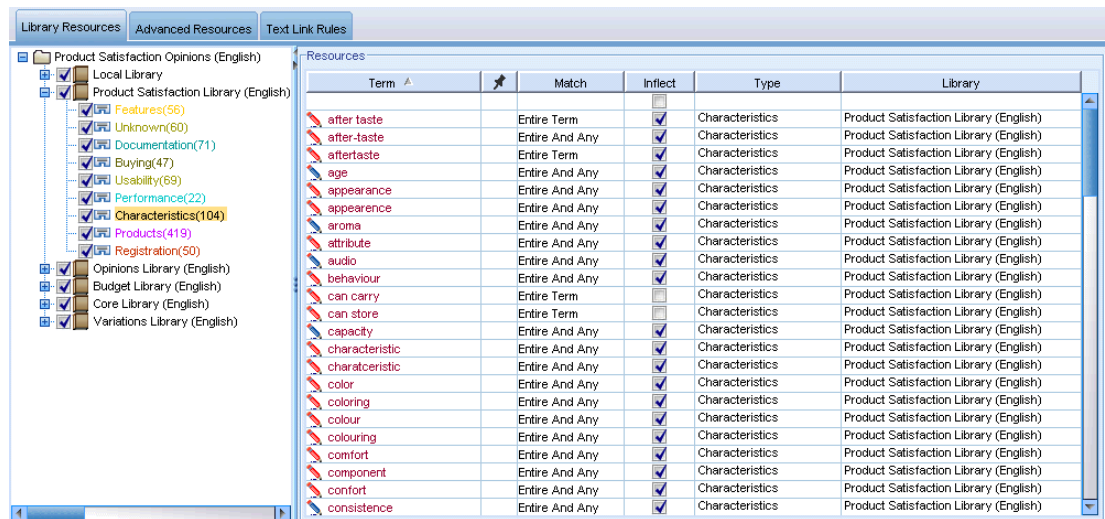 Library Resources Advanced Resources Text Link Rules
Product Satisfaction Opinions (English)
Local Library
Product Satisfaction Library (English)
Features(56)
Unknown(60)
Documentation(71)
Buying(47)
Usability(69)
Performance(22)
Characteristics(104)
Products(419)
Registration(50)
Opinions Library (English)
Budget Library (English)
Core Library (English)
Variations Library (English)
Resources
Term Match Inflect Type Library
after taste Entire Term Characteristics Product Satisfaction Library (English)
after-taste Entire And Any Characteristics Product Satisfaction Library (English)
aftertaste Entire Term Characteristics Product Satisfaction Library (English)
age Entire And Any Characteristics Product Satisfaction Library (English)
appearance Entire And Any Characteristics Product Satisfaction Library (English)
appearence Entire And Any Characteristics Product Satisfaction Library (English)
aroma Entire And Any Characteristics Product Satisfaction Library (English)
attribute Entire And Any Characteristics Product Satisfaction Library (English)
audio Entire And Any Characteristics Product Satisfaction Library (English)
behaviour Entire And Any Characteristics Product Satisfaction Library (English)
can carry Entire Term Characteristics Product Satisfaction Library (English)
can store Entire Term Characteristics Product Satisfaction Library (English)
capacity Entire And Any Characteristics Product Satisfaction Library (English)
characteristic Entire And Any Characteristics Product Satisfaction Library (English)
charatceristic Entire And Any Characteristics Product Satisfaction Library (English)
color Entire And Any Characteristics Product Satisfaction Library (English)
coloring Entire And Any Characteristics Product Satisfaction Library (English)
colour Entire And Any Characteristics Product Satisfaction Library (English)
colouring Entire And Any Characteristics Product Satisfaction Library (English)
comfort Entire And Any Characteristics Product Satisfaction Library (English)
component Entire And Any Characteristics Product Satisfaction Library (English)
confort Entire And Any Characteristics Product Satisfaction Library (English)
consistence Entire And Any Characteristics Product Satisfaction Library (English)